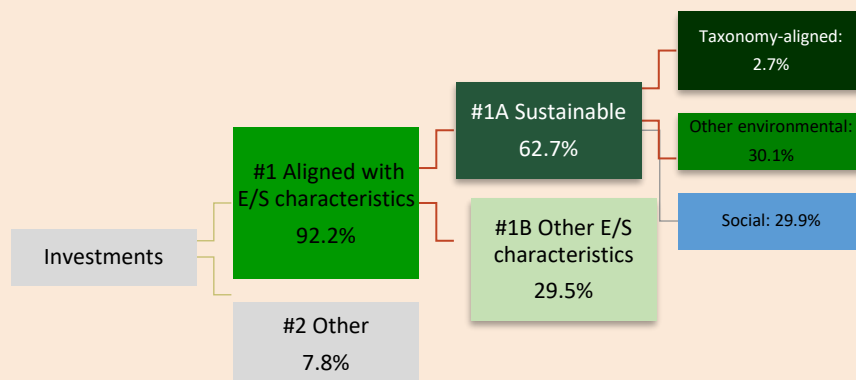 Investments
#1 Aligned with
E/S characteristics
92.2%
#2 Other
7.8%
#1A Sustainable
62.7%
#1B Other E/S
characteristics
29.5%
Taxonomy-aligned:
2.7%
Other environmental:
30.1%
Social: 29.9%